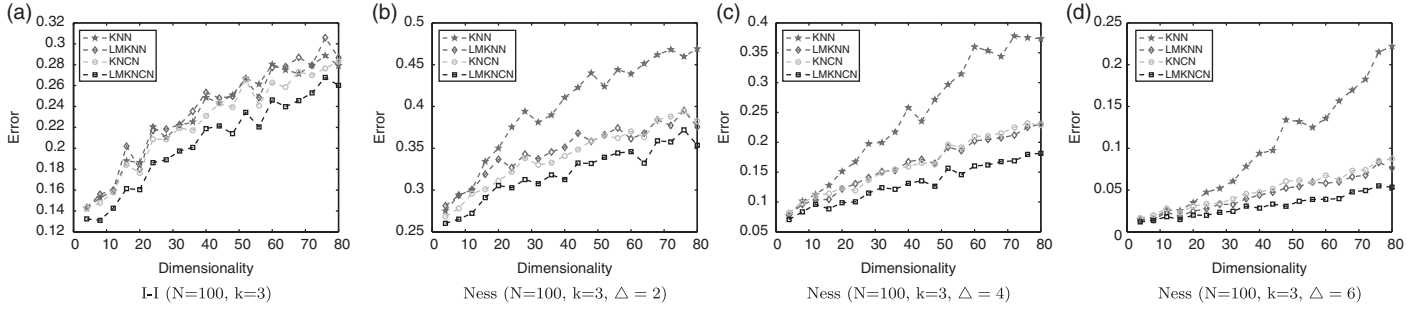 (a)
KNN
LMKNN
KNCN
LMKNCN
0.32
0.3
0.28
0.26
0.24
0.22
0.2
0.18
0.16
0.14
0.12
Error
0 10 20 30 40 50 60 70 80
Dimensionality
I-I (N=100, k=3)
(b)
KNN
LMKNN
KNCN
LMKNCN
0.5
0.45
0.4
0.35
0.3
0.25
Error
0 10 20 30 40 50 60 70 80
Dimensionality
Ness (N=100, k=3, △ = 2)
(c)
KNN
LMKNN
KNCN
LMKNCN
0.4
0.35
0.3
0.25
0.2
0.15
0.1
0.05
Error
0 10 20 30 40 50 60 70 80
Dimensionality
Ness (N=100, k=3, △ = 4)
(d)
KNN
LMKNN
KNCN
LMKNCN
0.25
0.2
0.15
0.1
0.05
0
Error
0 10 20 30 40 50 60 70 80
Dimensionality
Ness (N=100, k=3, △ = 6)